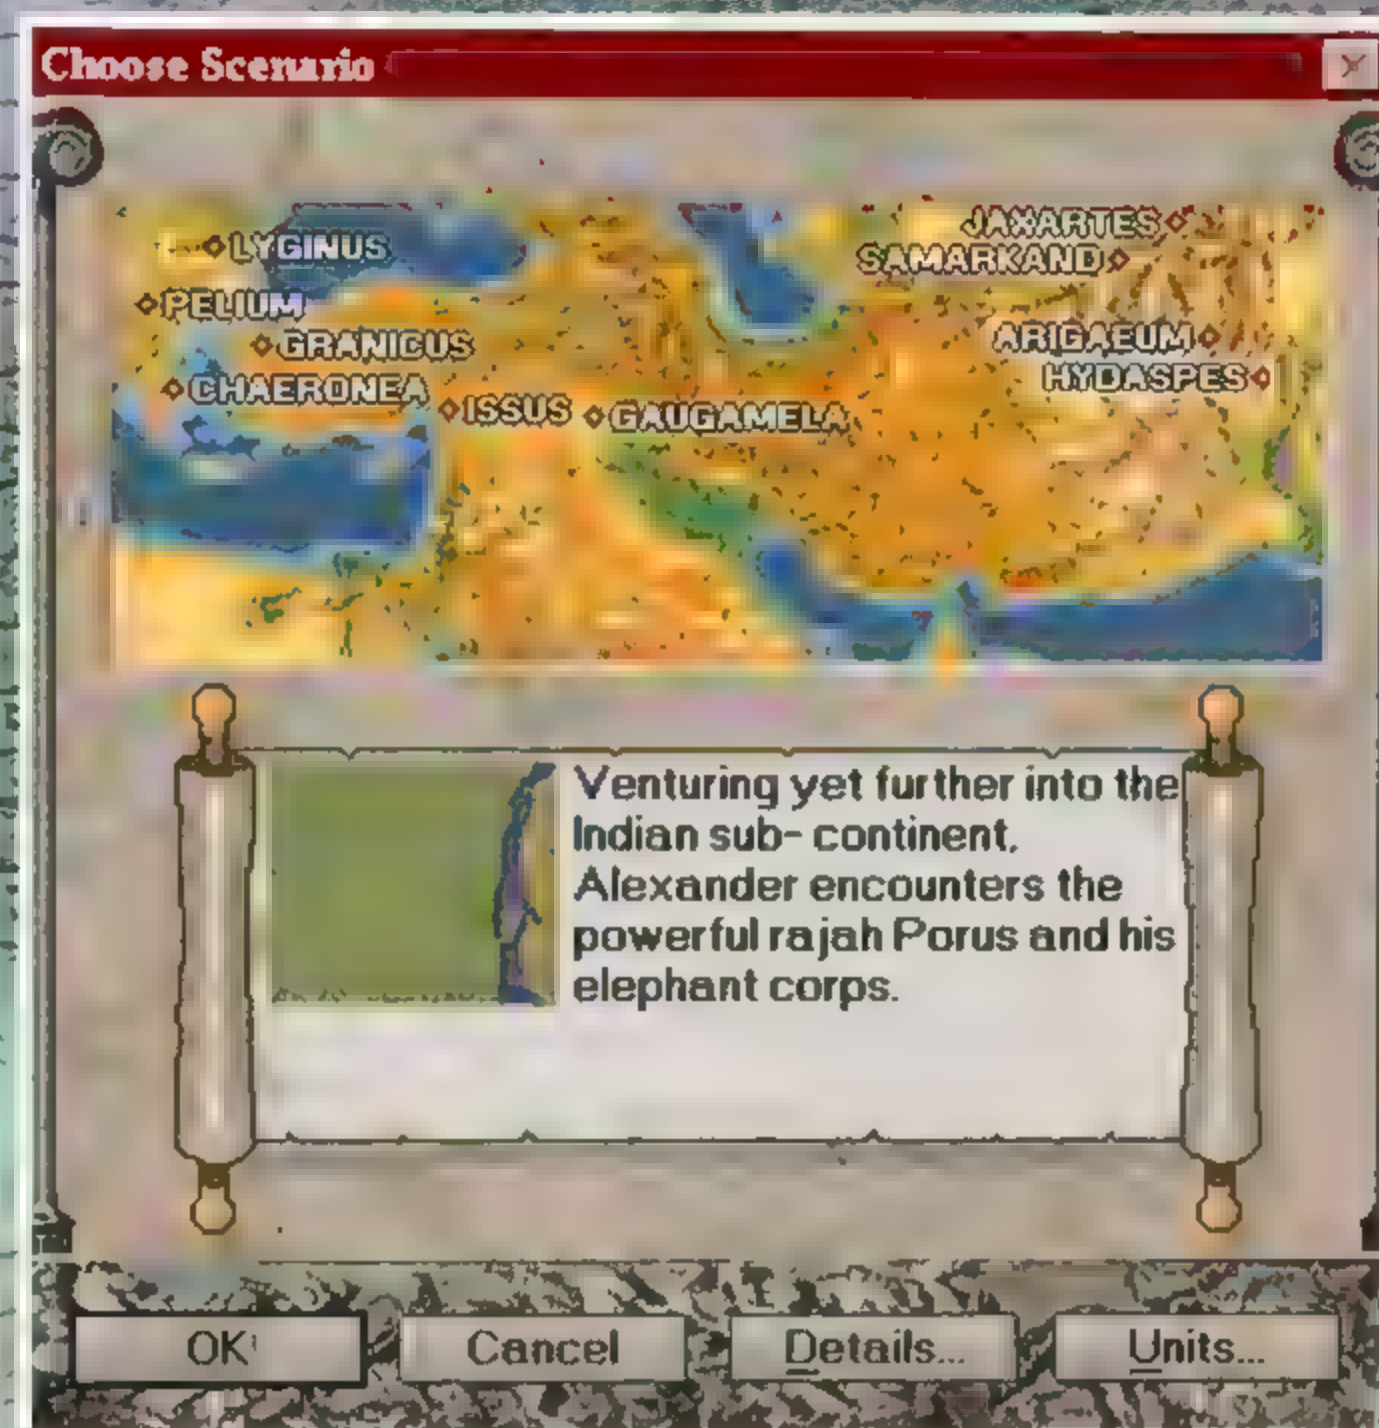 Choose Scenario
JAXARTES
LYGINUS
SAMARKAND
PELIUM
GRANICUS
ARIGAEUM
HYDASPES
CHAERONEA
ISSUS
GAUGAMELA
Venturing yet further into the
Indian sub- continent,
Alexander encounters the
powerful rajah Porus and his
elephant corps.
OK
Cancel
Details...
Units...